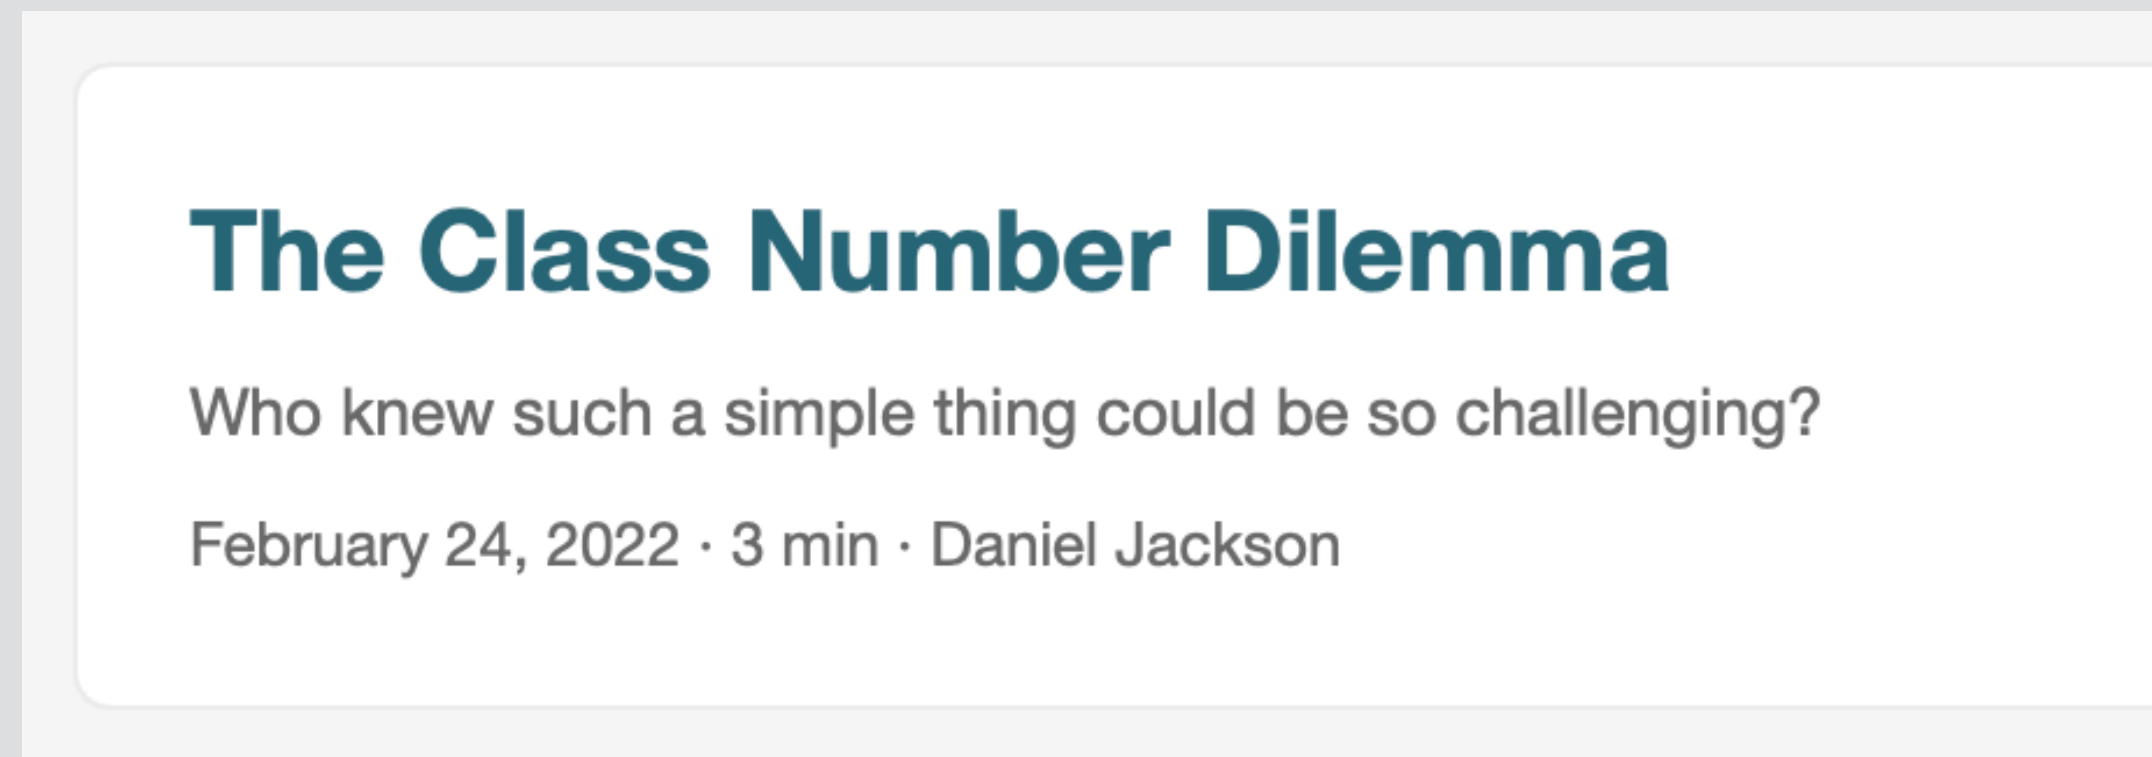 The Class Number Dilemma
Who knew such a simple thing could be so challenging?
February 24, 2022 · 3 min · Daniel Jackson